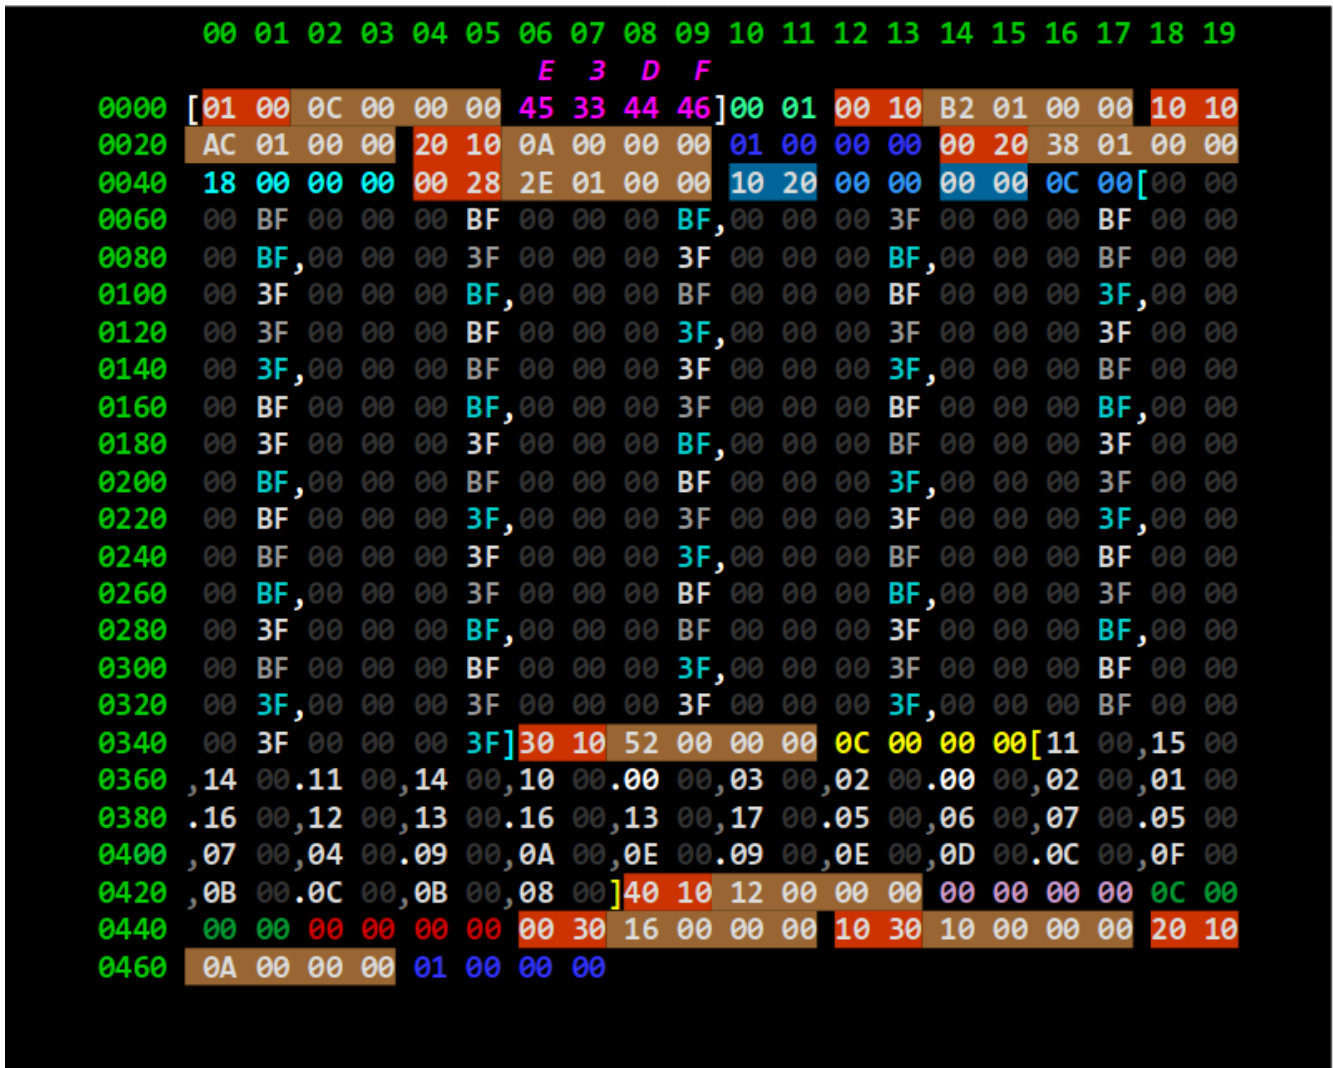 00 01 02 03 04 05 06 07 08 09 10 11 12 13 14 15 16 17 18 19
E 3 D F
0000 [01 00 0C 00 00 00 45 33 44 46]00 01 00 10 B2 01 00 00 10 10
0020 AC 01 00 00 20 10 0A 00 00 00 01 00 00 00 00 20 38 01 00 00
0040 18 00 00 00 00 28 2E 01 00 00 10 20 00 00 00 00 0C 00[00 00
0060 00 BF 00 00 00 BF 00 00 00 BF,00 00 00 3F 00 00 00 BF 00 00
0080 00 BF,00 00 00 3F 00 00 00 3F 00 00 00 BF,00 00 00 BF 00 00
0100 00 3F 00 00 00 BF,00 00 00 BF 00 00 00 BF 00 00 00 3F,00 00
0120 00 3F 00 00 00 BF 00 00 00 3F,00 00 00 3F 00 00 00 3F 00 00
0140 00 3F,00 00 00 BF 00 00 00 3F 00 00 00 3F,00 00 00 BF 00 00
0160 00 BF 00 00 00 BF,00 00 00 3F 00 00 00 BF 00 00 00 BF,00 00
0180 00 3F 00 00 00 3F 00 00 00 BF,00 00 00 BF 00 00 00 3F 00 00
0200 00 BF,00 00 00 BF 00 00 00 BF 00 00 00 3F,00 00 00 3F 00 00
0220 00 BF 00 00 00 3F,00 00 00 3F 00 00 00 3F 00 00 00 3F,00 00
0240 00 BF 00 00 00 3F 00 00 00 3F,00 00 00 BF 00 00 00 BF 00 00
0260 00 BF,00 00 00 3F 00 00 00 BF 00 00 00 BF,00 00 00 3F 00 00
0280 00 3F 00 00 00 BF,00 00 00 BF 00 00 00 3F 00 00 00 BF,00 00
0300 00 BF 00 00 00 BF 00 00 00 3F,00 00 00 3F 00 00 00 BF 00 00
0320 00 3F,00 00 00 3F 00 00 00 3F 00 00 00 3F,00 00 00 BF 00 00
0340 00 3F 00 00 00 3F]30 10 52 00 00 00 0C 00 00 00[11 00,15 00
0360 ,14 00.11 00,14 00,10 00.00 00,03 00,02 00.00 00,02 00,01 00
0380 .16 00,12 00,13 00.16 00,13 00,17 00.05 00,06 00,07 00.05 00
0400 ,07 00,04 00.09 00,0A 00,0E 00.09 00,0E 00,0D 00.0C 00,0F 00
0420 ,0B 00.0C 00,0B 00,08 00]40 10 12 00 00 00 00 00 00 00 0C 00
0440 00 00 00 00 00 00 00 30 16 00 00 00 10 30 10 00 00 00 20 10
0460 0A 00 00 00 01 00 00 00